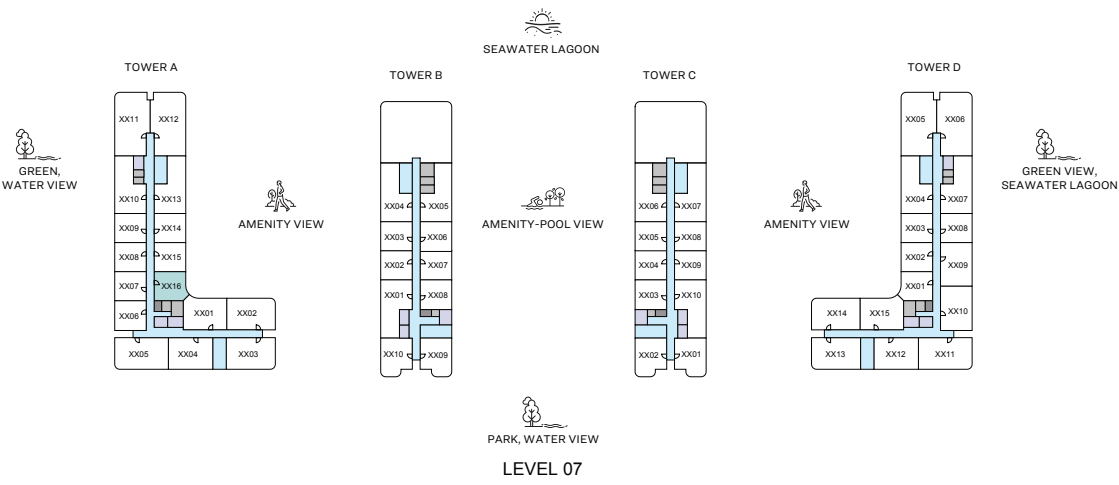 SEAWATER LAGOON
TOWER A
TOWER B
TOWER C
TOWER D
GREEN,
WATER VIEW
AMENITY VIEW
AMENITY-POOL VIEW
AMENITY VIEW
GREEN VIEW,
SEAWATER LAGOON
XX11 XX12
XX10 XX13
XX09 XX14
XX08 XX15
XX07 XX16
XX06 XX01 XX02
XX05 XX04 XX03
XX04 XX05
XX03 XX06
XX02 XX07
XX01 XX08
XX10 XX09
XX06 XX07
XX05 XX08
XX04 XX09
XX03 XX10
XX02 XX01
XX05 XX06
XX04 XX07
XX03 XX08
XX02 XX09
XX01
XX14 XX15 XX10
XX13 XX12 XX11
PARK, WATER VIEW
LEVEL 07